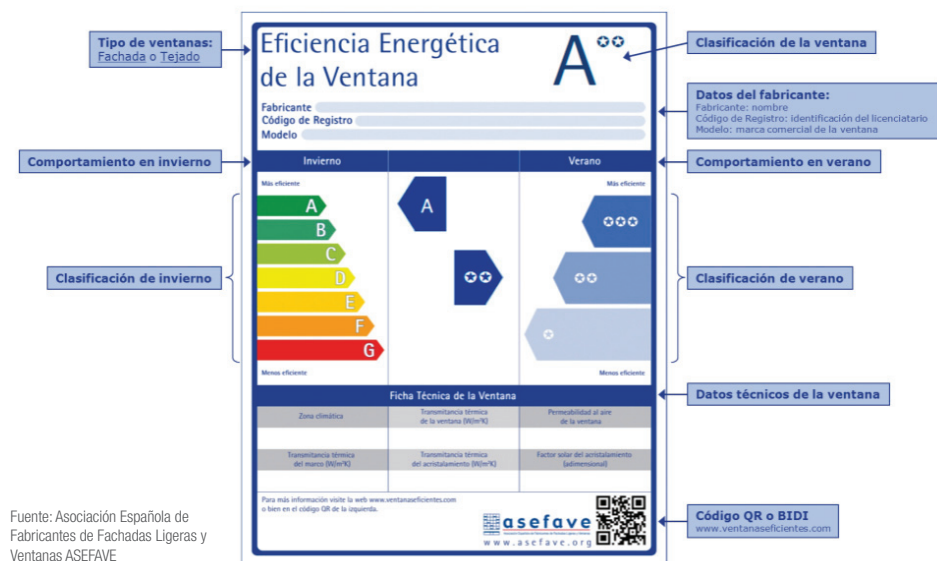 Tipo de ventanas:
Fachada o Tejado
Eficiencia Energética
de la Ventana
A✪✪
Clasificación de la ventana
Fabricante
Código de Registro
Modelo
Datos del fabricante:
Fabricante: nombre
Código de Registro: identificación del licenciatario
Modelo: marca comercial de la ventana
Comportamiento en invierno
Invierno
Verano
Comportamiento en verano
Más eficiente
Más eficiente
A
B
C
D
E
F
G
A
✪✪
✪✪✪
✪✪
✪
Clasificación de invierno
Clasificación de verano
Menos eficiente
Menos eficiente
Ficha Técnica de la Ventana
Datos técnicos de la ventana
Zona climática
Transmitancia térmica
de la ventana (W/m²K)
Permeabilidad al aire
de la ventana
Transmitancia térmica
del marco (W/m²K)
Transmitancia térmica
del acristalamiento (W/m²K)
Factor solar del acristalamiento
(adimensional)
Para más información visite la web www.ventanaseficientes.com
o bien en el código QR de la izquierda.
asefave
www.asefave.org
Código QR o BIDI
www.ventanaseficientes.com
Fuente: Asociación Española de
Fabricantes de Fachadas Ligeras y
Ventanas ASEFAVE